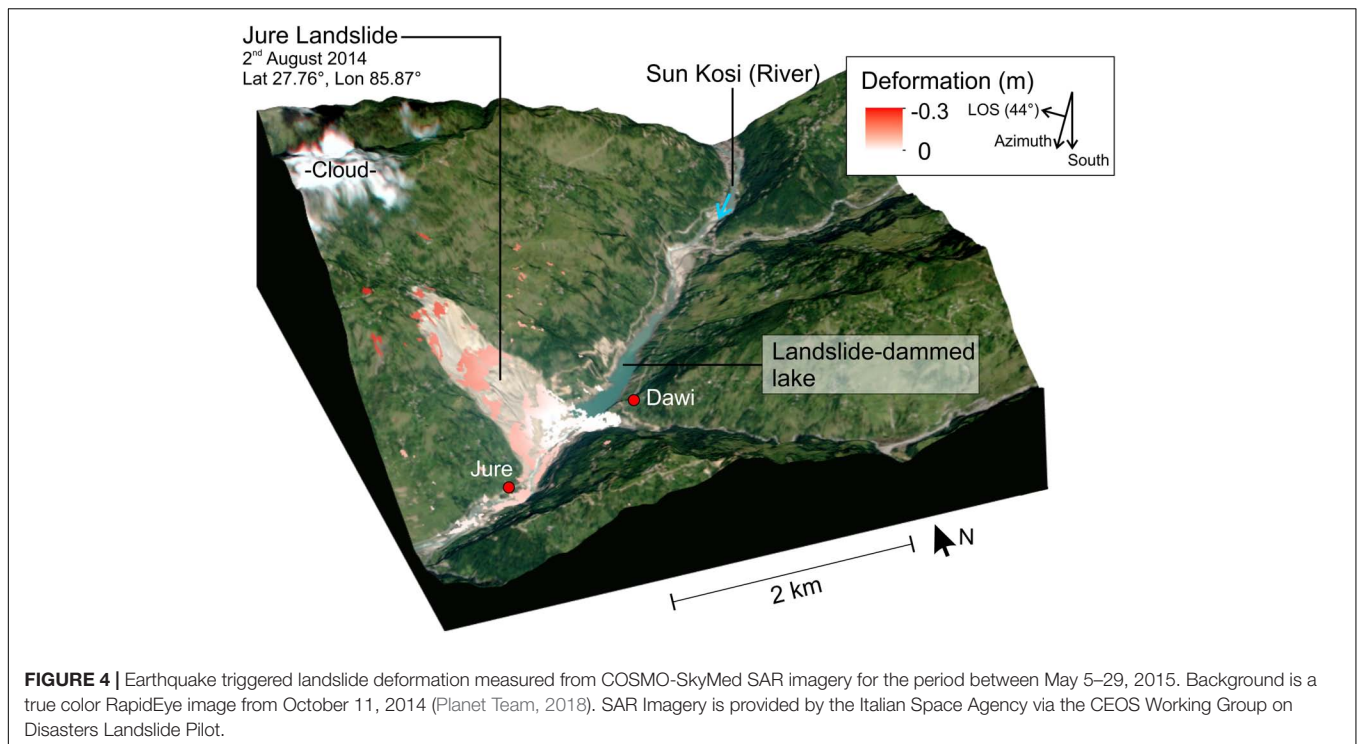 Jure Landslide
2nd August 2014
Lat 27.76°, Lon 85.87°
Sun Kosi (River)
Deformation (m)
-0.3
0
LOS (44°)
Azimuth
South
-Cloud-
Landslide-dammed
lake
Dawi
Jure
N
2 km
FIGURE 4 | Earthquake triggered landslide deformation measured from COSMO-SkyMed SAR imagery for the period between May 5–29, 2015. Background is a
true color RapidEye image from October 11, 2014 (Planet Team, 2018). SAR Imagery is provided by the Italian Space Agency via the CEOS Working Group on
Disasters Landslide Pilot.